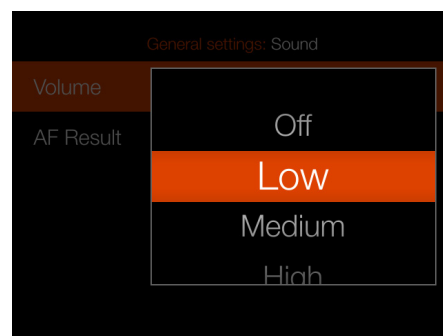 General settings: Sound
Volume
AF Result
Off
Low
Medium
High